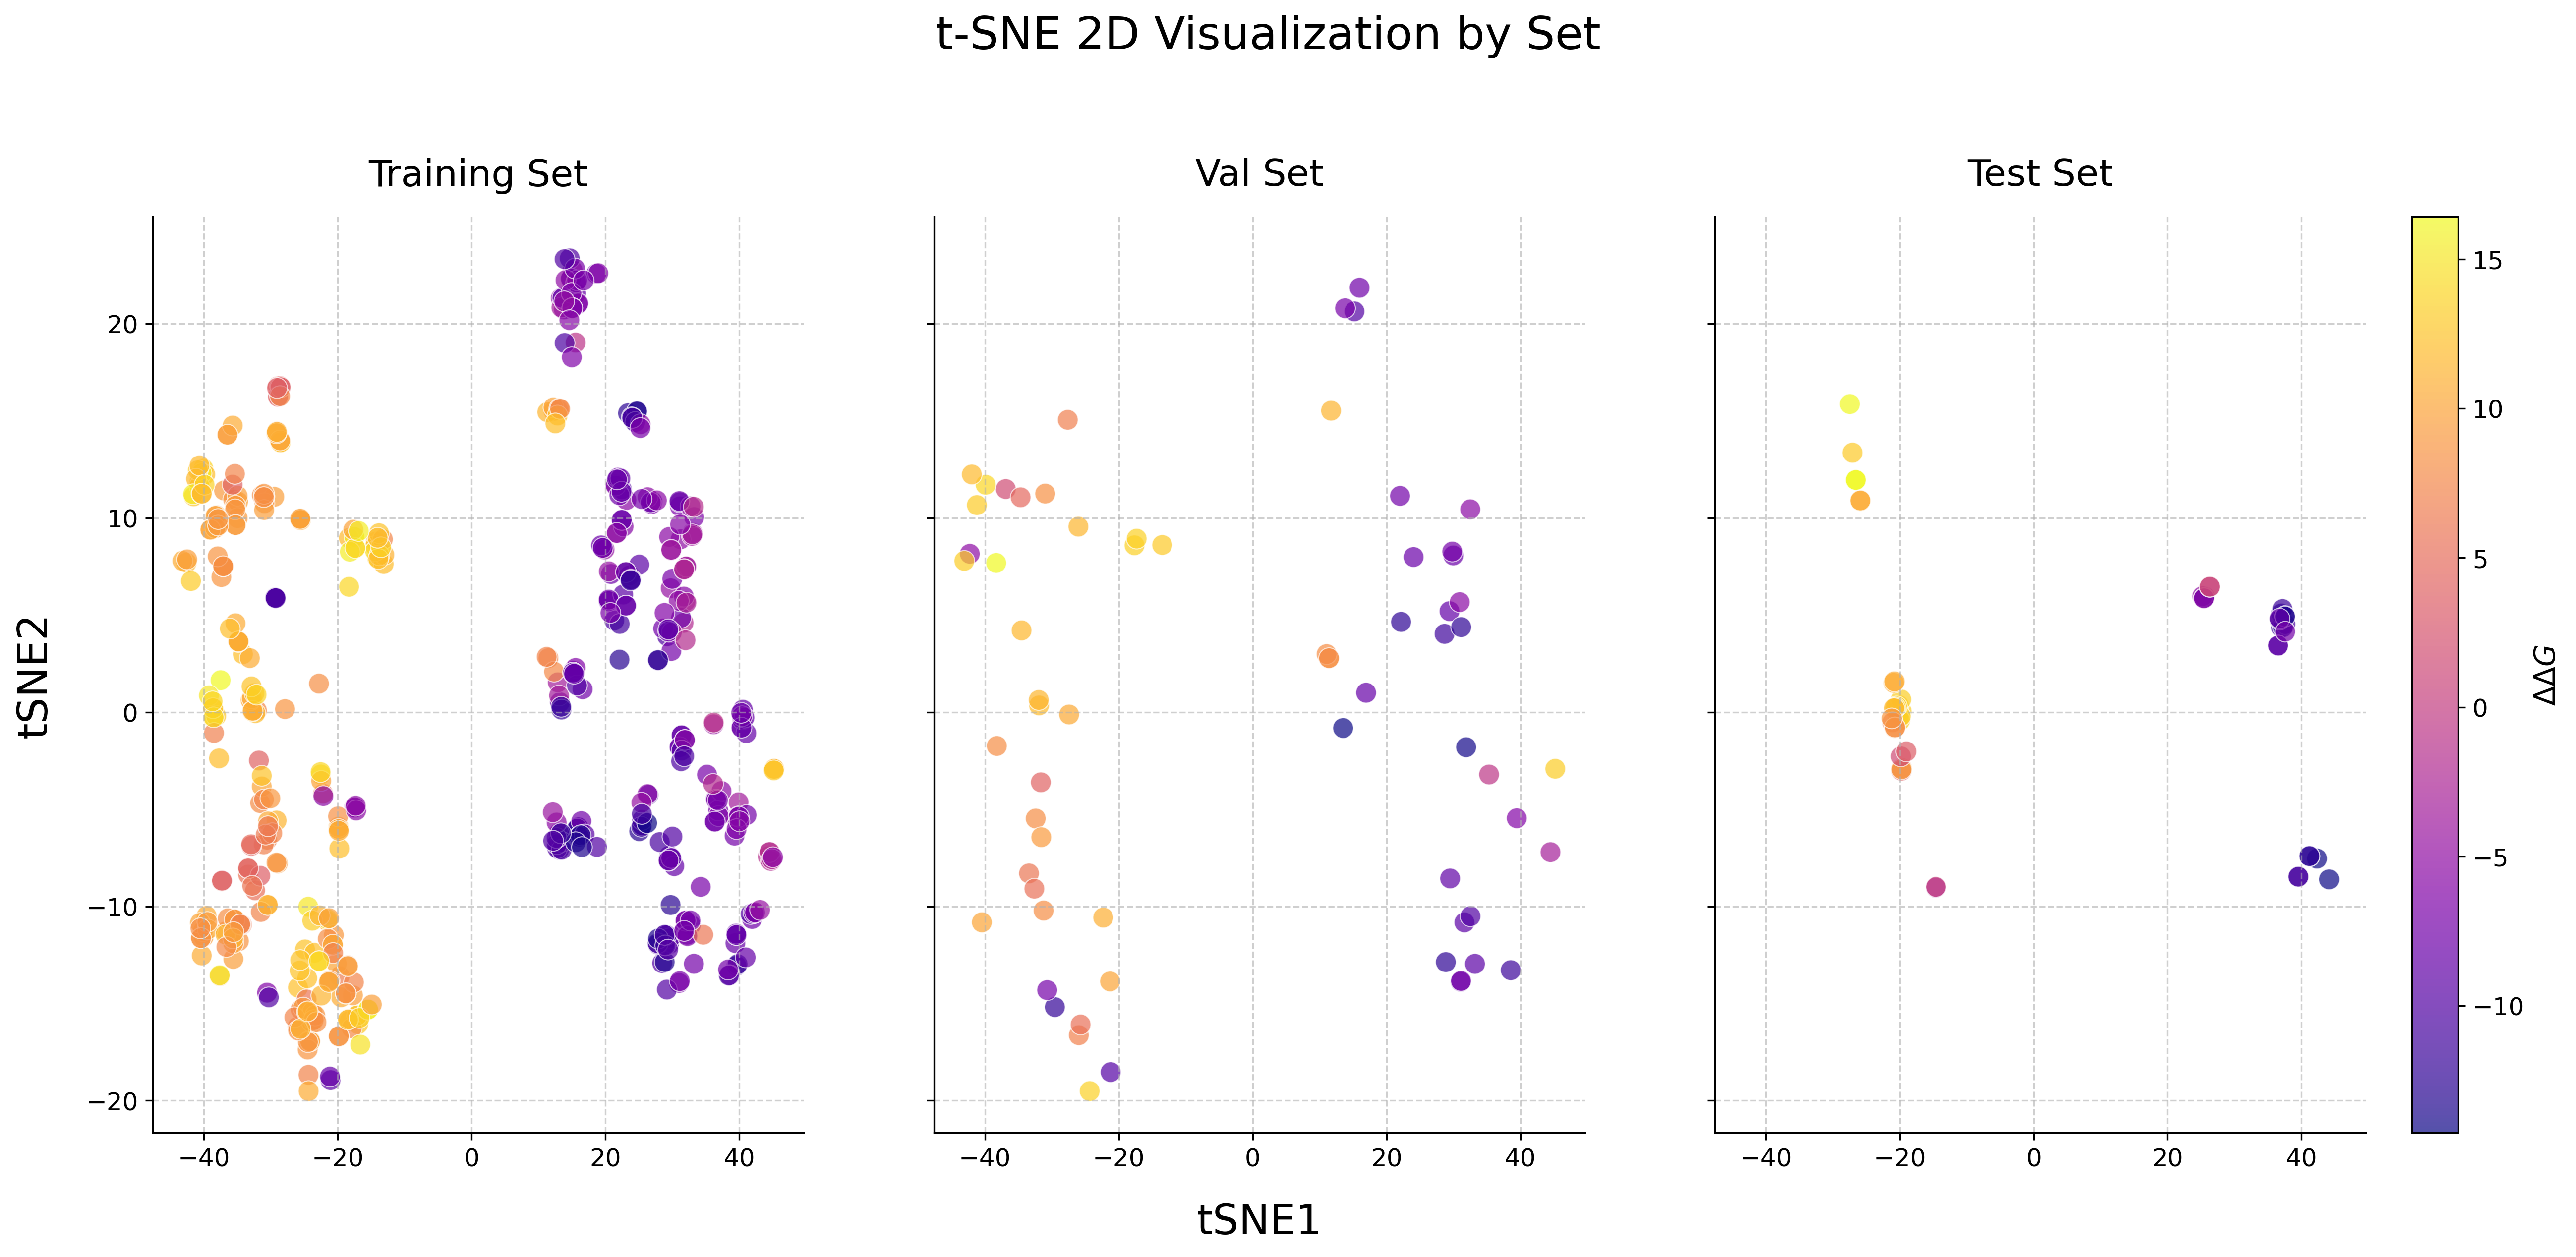 t-SNE 2D Visualization by Set
Training Set
Val Set
Test Set
tSNE2
20
10
0
−10
−20
−40 −20 0 20 40
−40 −20 0 20 40
−40 −20 0 20 40
tSNE1
15
10
5
0
−5
−10
ΔΔG